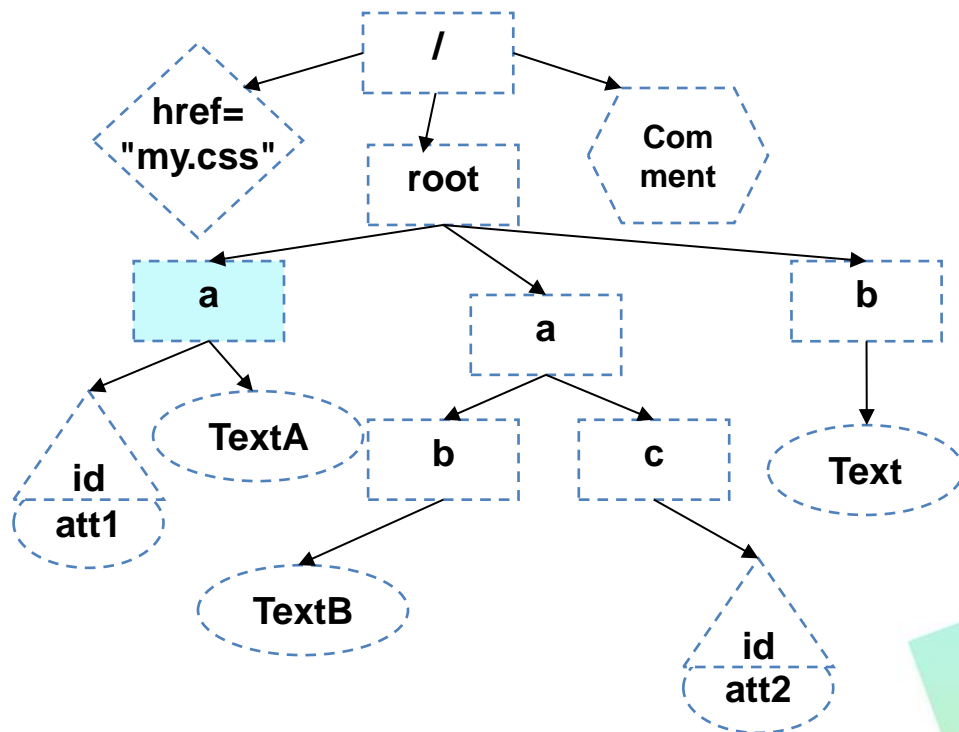 /
href=
"my.css"
Com
ment
root
a
a
b
TextA
b
c
Text
id
att1
TextB
id
att2